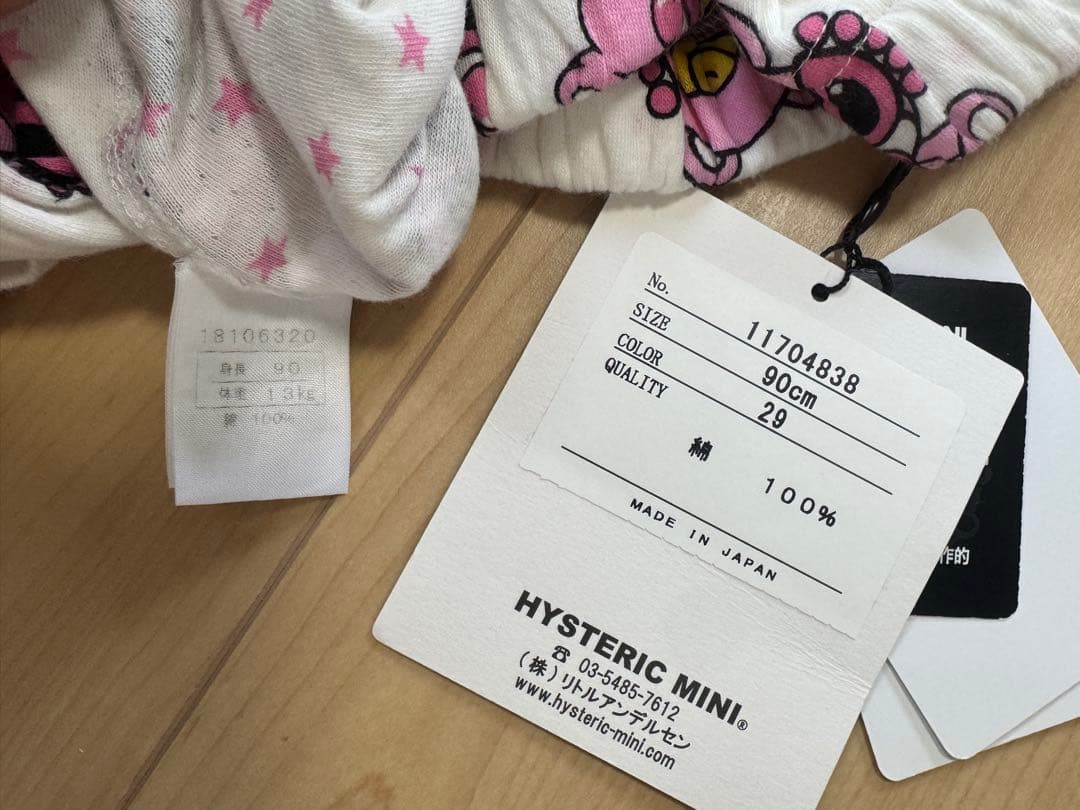 18106320
身長 90
体重 13kg
綿 100%
No. 11704838
SIZE 90cm
COLOR 29
QUALITY
綿 100%
MADE IN JAPAN
HYSTERIC MINI®
☎ 03-5485-7612
(株)リトルアンデルセン
www.hysteric-mini.com
作的